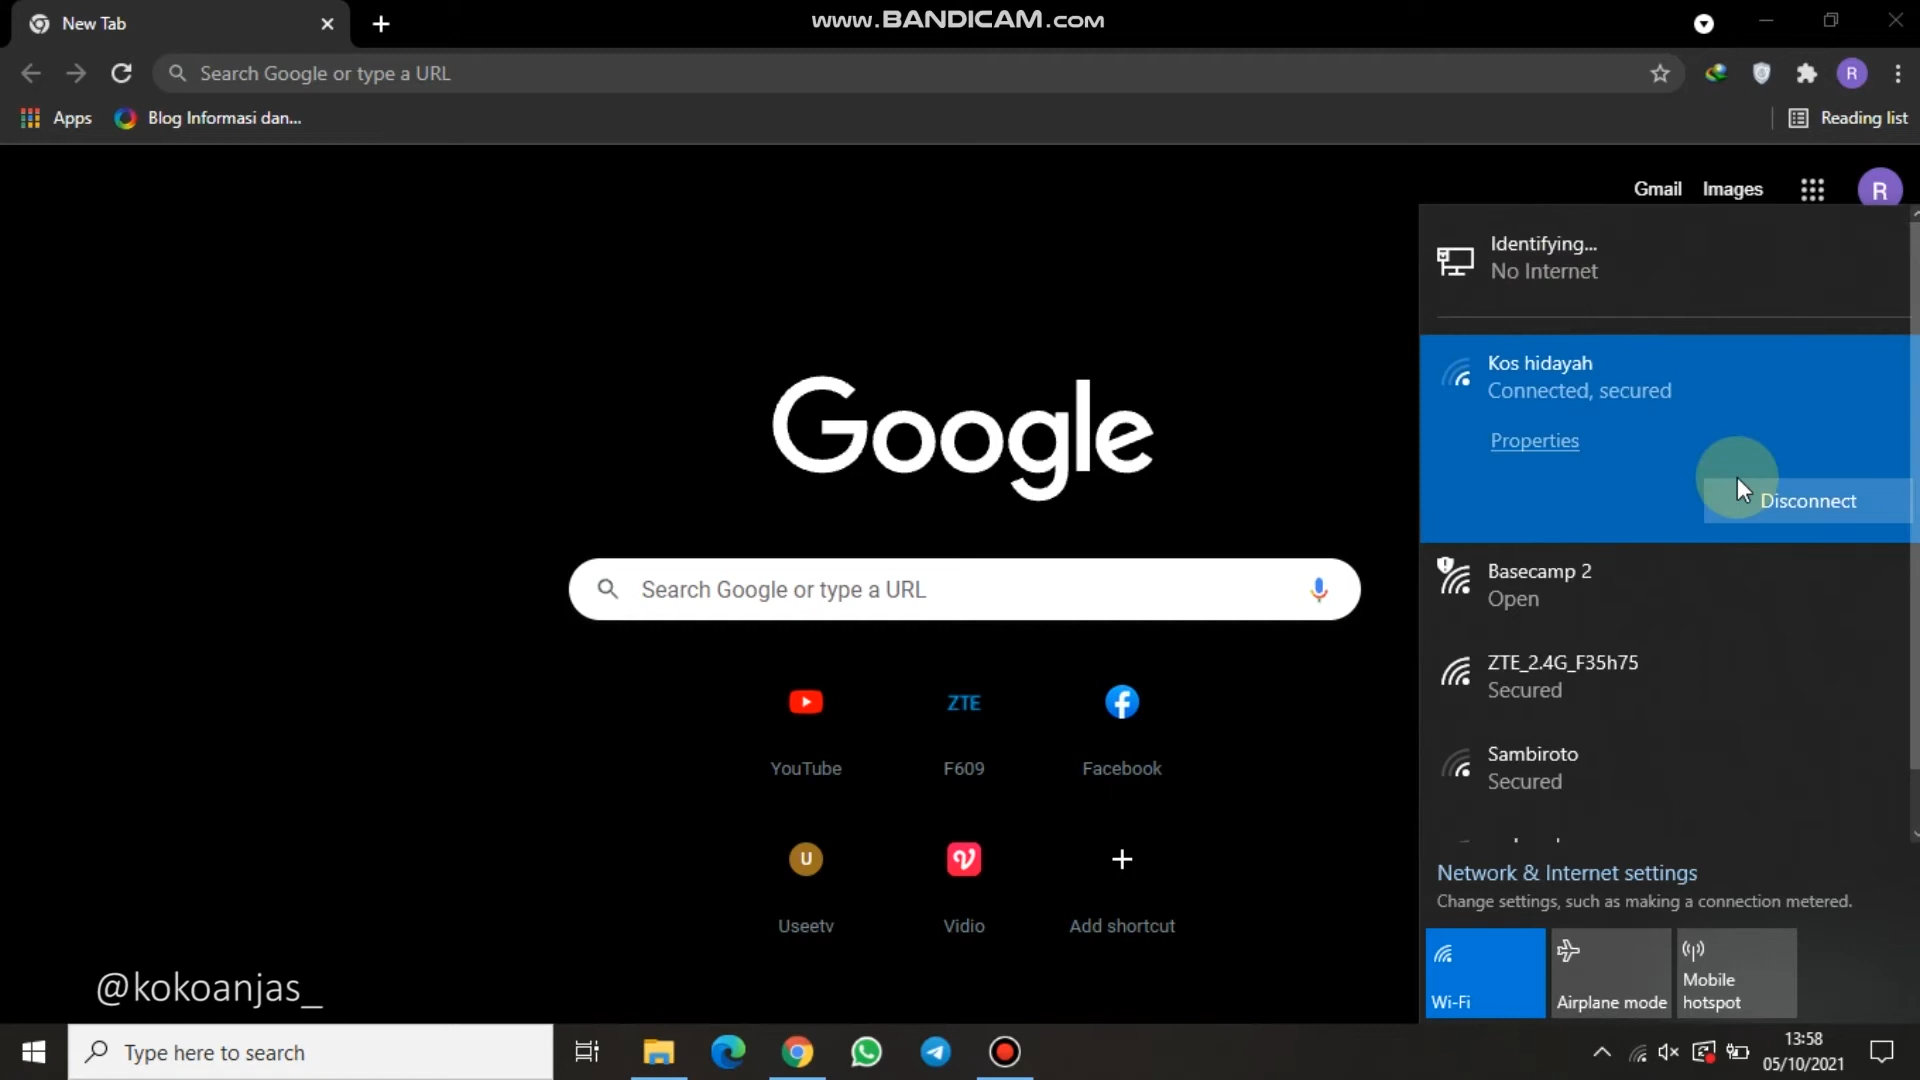 New Tab
www.BANDICAM.com
Search Google or type a URL
R
Apps
Blog Informasi dan...
Reading list
Gmail
Images
R
Identifying...
No Internet
Kos hidayah
Connected, secured
Properties
Disconnect
Google
Search Google or type a URL
Basecamp 2
Open
ZTE_2.4G_F35h75
Secured
Sambiroto
Secured
ZTE
YouTube
F609
Facebook
U
Useetv
Vidio
Add shortcut
Network & Internet settings
Change settings, such as making a connection metered.
Wi-Fi
Airplane mode
Mobile
hotspot
@kokoanjas_
Type here to search
13:58
05/10/2021